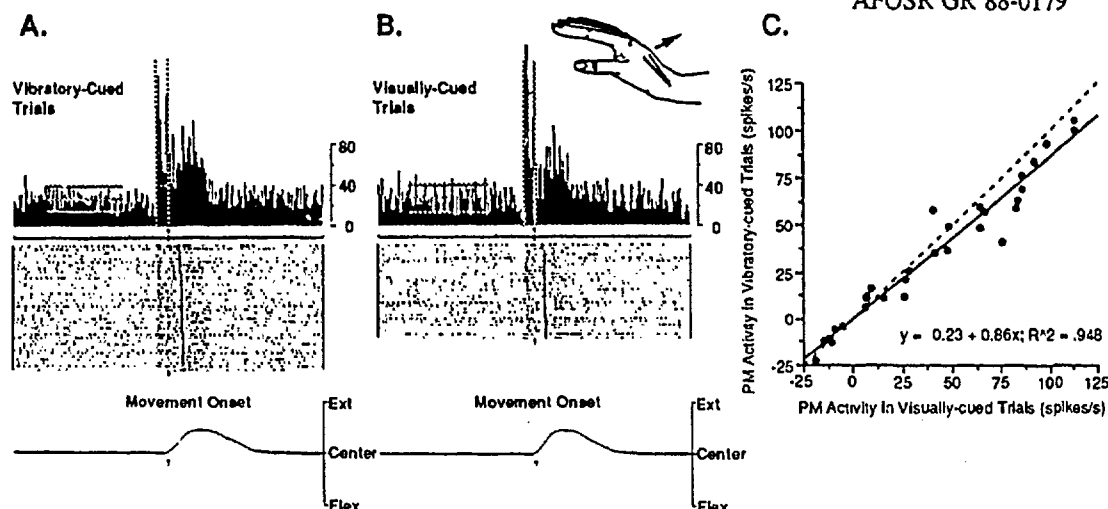 AFOSR GR 88-0179
A.
Vibratory-Cued
Trials
80
40
0
Movement Onset
Ext
Center
Flex
B.
Visually-Cued
Trials
80
40
0
Movement Onset
Ext
Center
Flex
C.
PM Activity in Vibratory-cued Trials (spikes/s)
125
100
75
50
25
0
-25
y = 0.23 + 0.86x; R^2 = .948
-25 0 25 50 75 100 125
PM Activity in Visually-cued Trials (spikes/s)